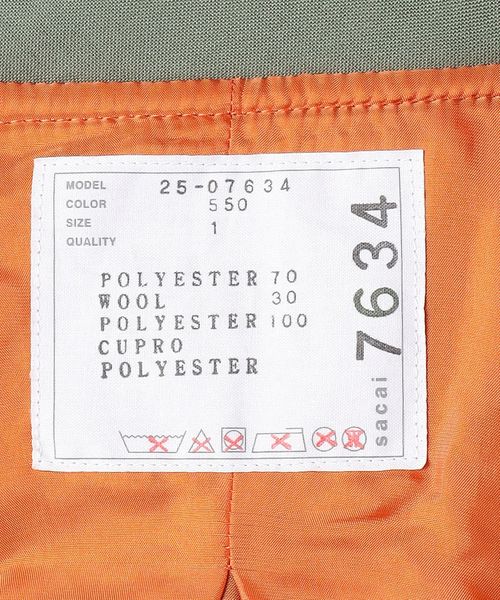 MODEL 25-07634
COLOR 550
SIZE 1
QUALITY
POLYESTER 70
WOOL 30
POLYESTER 100
CUPRO
POLYESTER
sacai 7634